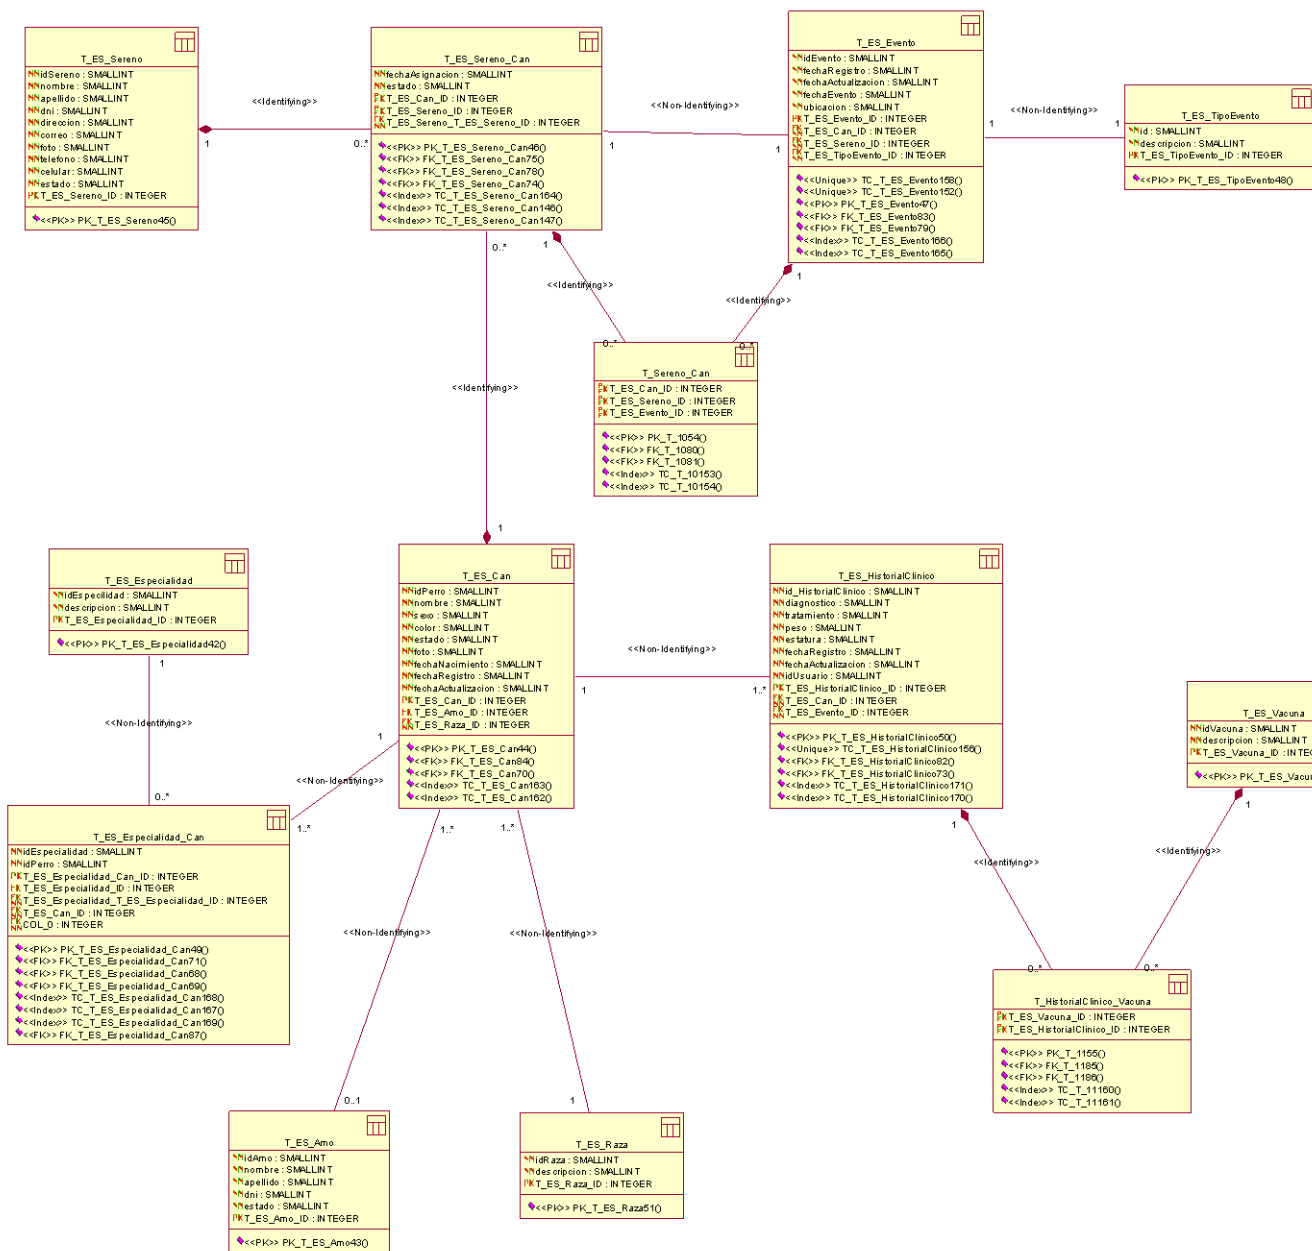 T_ES_Sereno
NN idSereno : SMALLINT
NN nombre : SMALLINT
NN apellido : SMALLINT
NN dni : SMALLINT
NN direccion : SMALLINT
NN correo : SMALLINT
NN foto : SMALLINT
NN telefono : SMALLINT
NN celular : SMALLINT
NN estado : SMALLINT
PK T_ES_Sereno_ID : INTEGER
<<PK>> PK_T_ES_Sereno45()
<<Identifying>>
1
0..*
T_ES_Sereno_Can
NN fechaAsignacion : SMALLINT
NN estado : SMALLINT
T_ES_Can_ID : INTEGER
T_ES_Sereno_ID : INTEGER
T_ES_Sereno_T_ES_Sereno_ID : INTEGER
<<PK>> PK_T_ES_Sereno_Can46()
<<FK>> FK_T_ES_Sereno_Can75()
<<FK>> FK_T_ES_Sereno_Can78()
<<FK>> FK_T_ES_Sereno_Can74()
<<Index>> TC_T_ES_Sereno_Can164()
<<Index>> TC_T_ES_Sereno_Can146()
<<Index>> TC_T_ES_Sereno_Can147()
<<Non-Identifying>>
1
1
T_ES_Evento
NN idEvento : SMALLINT
NN fechaRegistro : SMALLINT
NN fechaActualizacion : SMALLINT
NN fechaEvento : SMALLINT
NN ubicacion : SMALLINT
PK T_ES_Evento_ID : INTEGER
T_ES_Can_ID : INTEGER
T_ES_Sereno_ID : INTEGER
T_ES_TipoEvento_ID : INTEGER
<<Unique>> TC_T_ES_Evento158()
<<Unique>> TC_T_ES_Evento152()
<<PK>> PK_T_ES_Evento47()
<<FK>> FK_T_ES_Evento83()
<<FK>> FK_T_ES_Evento79()
<<Index>> TC_T_ES_Evento166()
<<Index>> TC_T_ES_Evento165()
<<Non-Identifying>>
1
1
T_ES_TipoEvento
NN id : SMALLINT
NN descripcion : SMALLINT
PK T_ES_TipoEvento_ID : INTEGER
<<PK>> PK_T_ES_TipoEvento48()
0..*
1
1
<<Identifying>>
<<Identifying>>
0..*
0..*
T_Sereno_Can
T_ES_Can_ID : INTEGER
T_ES_Sereno_ID : INTEGER
T_ES_Evento_ID : INTEGER
<<PK>> PK_T_1054()
<<FK>> FK_T_1080()
<<FK>> FK_T_1081()
<<Index>> TC_T_10153()
<<Index>> TC_T_10154()
<<Identifying>>
1
T_ES_Especialidad
NN idEspecilidad : SMALLINT
NN descripcion : SMALLINT
PK T_ES_Especialidad_ID : INTEGER
<<PK>> PK_T_ES_Especialidad42()
1
<<Non-Identifying>>
0..*
T_ES_Can
NN idPerro : SMALLINT
NN nombre : SMALLINT
NN sexo : SMALLINT
NN color : SMALLINT
NN estado : SMALLINT
NN foto : SMALLINT
NN fechaNacimiento : SMALLINT
NN fechaRegistro : SMALLINT
NN fechaActualizacion : SMALLINT
PK T_ES_Can_ID : INTEGER
FK T_ES_Amo_ID : INTEGER
T_ES_Raza_ID : INTEGER
<<PK>> PK_T_ES_Can44()
<<FK>> FK_T_ES_Can84()
<<FK>> FK_T_ES_Can70()
<<Index>> TC_T_ES_Can163()
<<Index>> TC_T_ES_Can162()
<<Non-Identifying>>
1
1..*
T_ES_HistorialClinico
NN id_HistorialClinico : SMALLINT
NN diagnostico : SMALLINT
NN tratamiento : SMALLINT
NN peso : SMALLINT
NN estatura : SMALLINT
NN fechaRegistro : SMALLINT
NN fechaActualizacion : SMALLINT
NN idUsuario : SMALLINT
PK T_ES_HistorialClinico_ID : INTEGER
T_ES_Can_ID : INTEGER
T_ES_Evento_ID : INTEGER
<<PK>> PK_T_ES_HistorialClinico50()
<<Unique>> TC_T_ES_HistorialClinico156()
<<FK>> FK_T_ES_HistorialClinico82()
<<FK>> FK_T_ES_HistorialClinico73()
<<Index>> TC_T_ES_HistorialClinico171()
<<Index>> TC_T_ES_HistorialClinico170()
T_ES_Vacuna
NN idVacuna : SMALLINT
NN descripcion : SMALLINT
PK T_ES_Vacuna_ID : INTEG
<<PK>> PK_T_ES_Vacun
1
<<Non-Identifying>>
1..*
T_ES_Especialidad_Can
NN idEspecialidad : SMALLINT
NN idPerro : SMALLINT
PK T_ES_Especialidad_Can_ID : INTEGER
FK T_ES_Especialidad_ID : INTEGER
T_ES_Especialidad_T_ES_Especialidad_ID : INTEGER
T_ES_Can_ID : INTEGER
COL_0 : INTEGER
<<PK>> PK_T_ES_Especialidad_Can49()
<<FK>> FK_T_ES_Especialidad_Can71()
<<FK>> FK_T_ES_Especialidad_Can68()
<<FK>> FK_T_ES_Especialidad_Can69()
<<Index>> TC_T_ES_Especialidad_Can168()
<<Index>> TC_T_ES_Especialidad_Can167()
<<Index>> TC_T_ES_Especialidad_Can169()
<<FK>> FK_T_ES_Especialidad_Can87()
1..*
1..*
<<Non-Identifying>>
<<Non-Identifying>>
0..1
1
1
1
<<Identifying>>
<<Identifying>>
0..*
0..*
T_HistorialClinico_Vacuna
T_ES_Vacuna_ID : INTEGER
T_ES_HistorialClinico_ID : INTEGER
<<PK>> PK_T_1155()
<<FK>> FK_T_1185()
<<FK>> FK_T_1186()
<<Index>> TC_T_11160()
<<Index>> TC_T_11161()
T_ES_Amo
NN idAmo : SMALLINT
NN nombre : SMALLINT
NN apellido : SMALLINT
NN dni : SMALLINT
NN estado : SMALLINT
PK T_ES_Amo_ID : INTEGER
<<PK>> PK_T_ES_Amo43()
T_ES_Raza
NN idRaza : SMALLINT
NN descripcion : SMALLINT
PK T_ES_Raza_ID : INTEGER
<<PK>> PK_T_ES_Raza51()